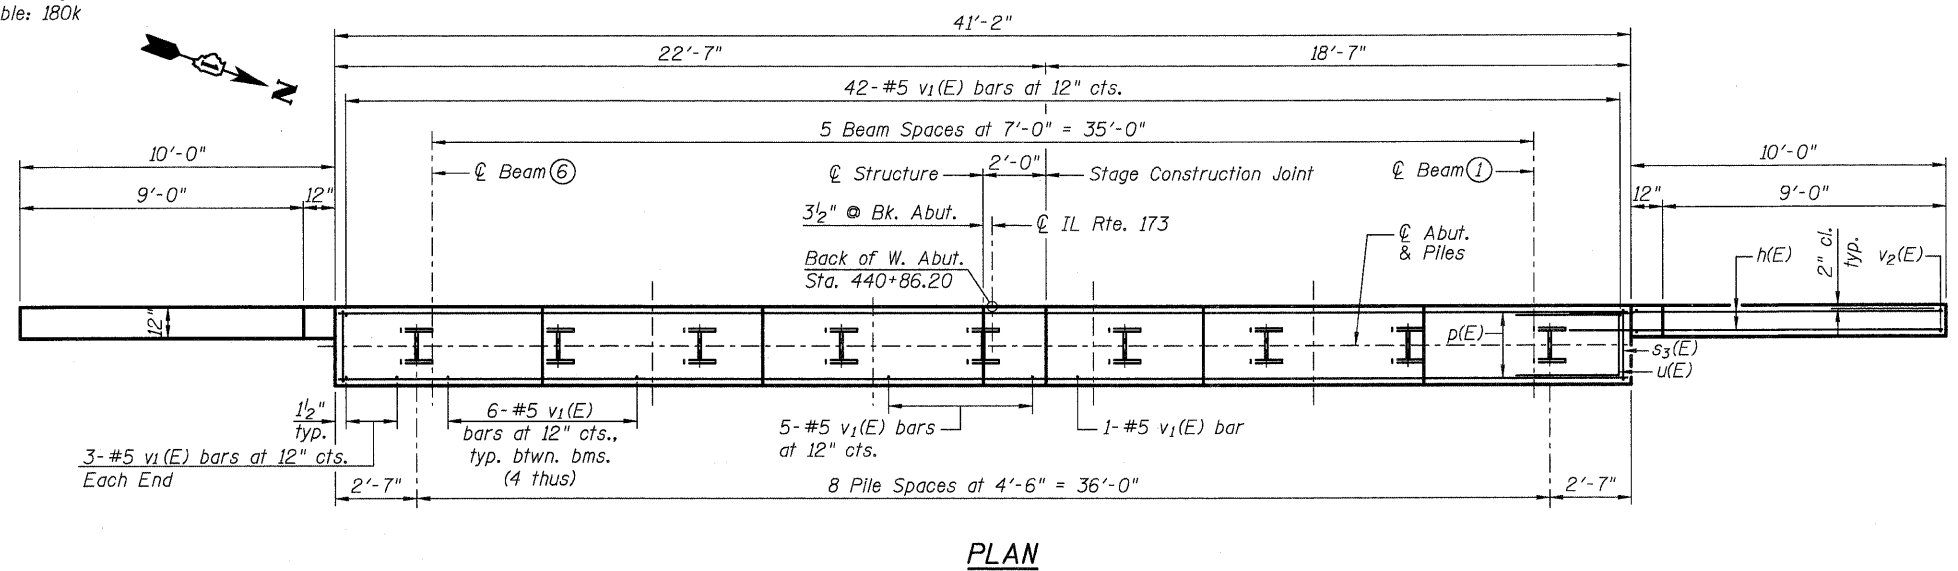 ble: 180k
N
1
41'-2"
22'-7"
18'-7"
42-#5 v1(E) bars at 12" cts.
5 Beam Spaces at 7'-0" = 35'-0"
10'-0"
℄ Beam 6
℄ Structure
2'-0"
Stage Construction Joint
℄ Beam 1
10'-0"
9'-0"
12"
3½" @ Bk. Abut.
℄ IL Rte. 173
12"
9'-0"
Back of W. Abut.
Sta. 440+86.20
℄ Abut.
& Piles
h(E)
2" cl.
typ.
v2(E)
12"
p(E)
s3(E)
u(E)
1½"
typ.
3-#5 v1(E) bars at 12" cts.
Each End
6-#5 v1(E)
bars at 12" cts.,
typ. btwn. bms.
(4 thus)
5-#5 v1(E) bars
at 12" cts.
1-#5 v1(E) bar
2'-7"
8 Pile Spaces at 4'-6" = 36'-0"
2'-7"
PLAN